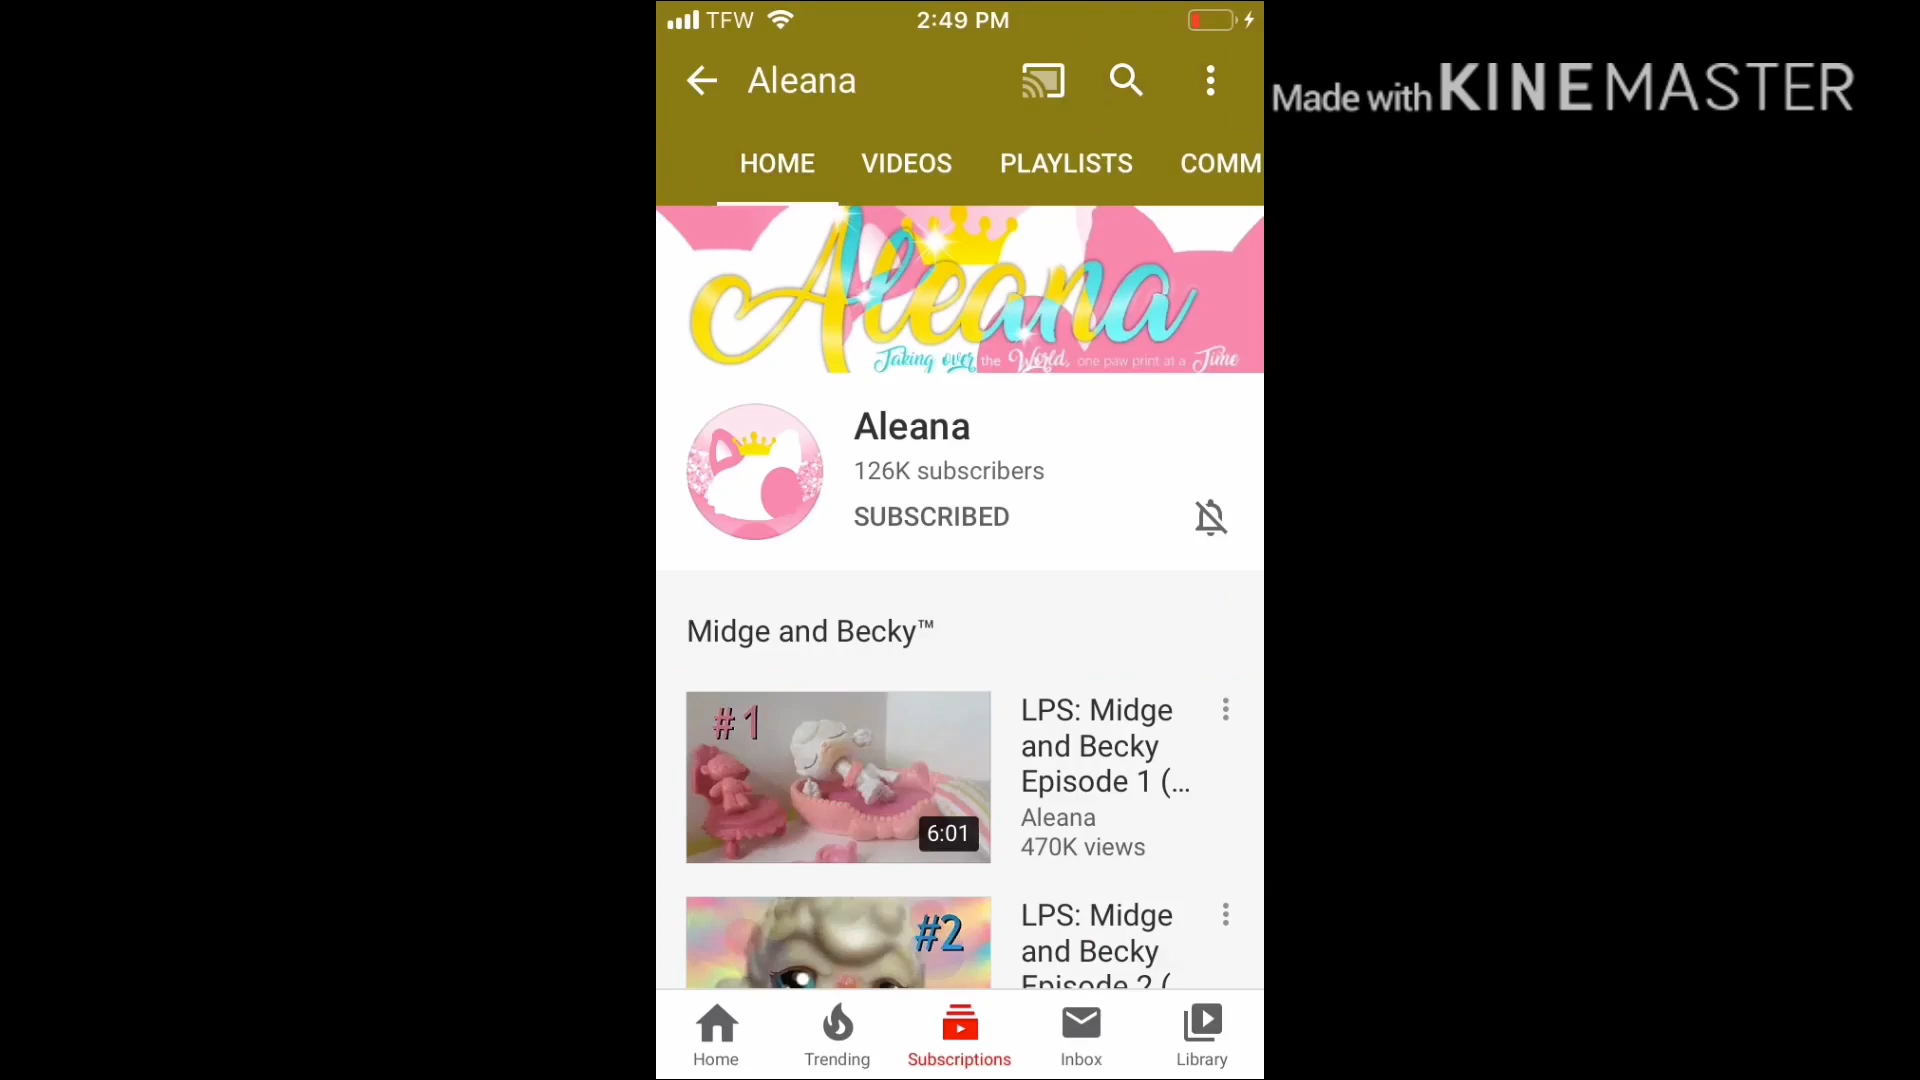 TFW 2:49 PM
Aleana
Made with KINEMASTER
HOME VIDEOS PLAYLISTS COMM
Aleana
Taking over the World, one paw print at a Time
Aleana
126K subscribers
SUBSCRIBED
Midge and Becky™
#1
6:01
LPS: Midge
and Becky
Episode 1 (...
Aleana
470K views
#2
LPS: Midge
and Becky
Episode 2 (
Home Trending Subscriptions Inbox Library